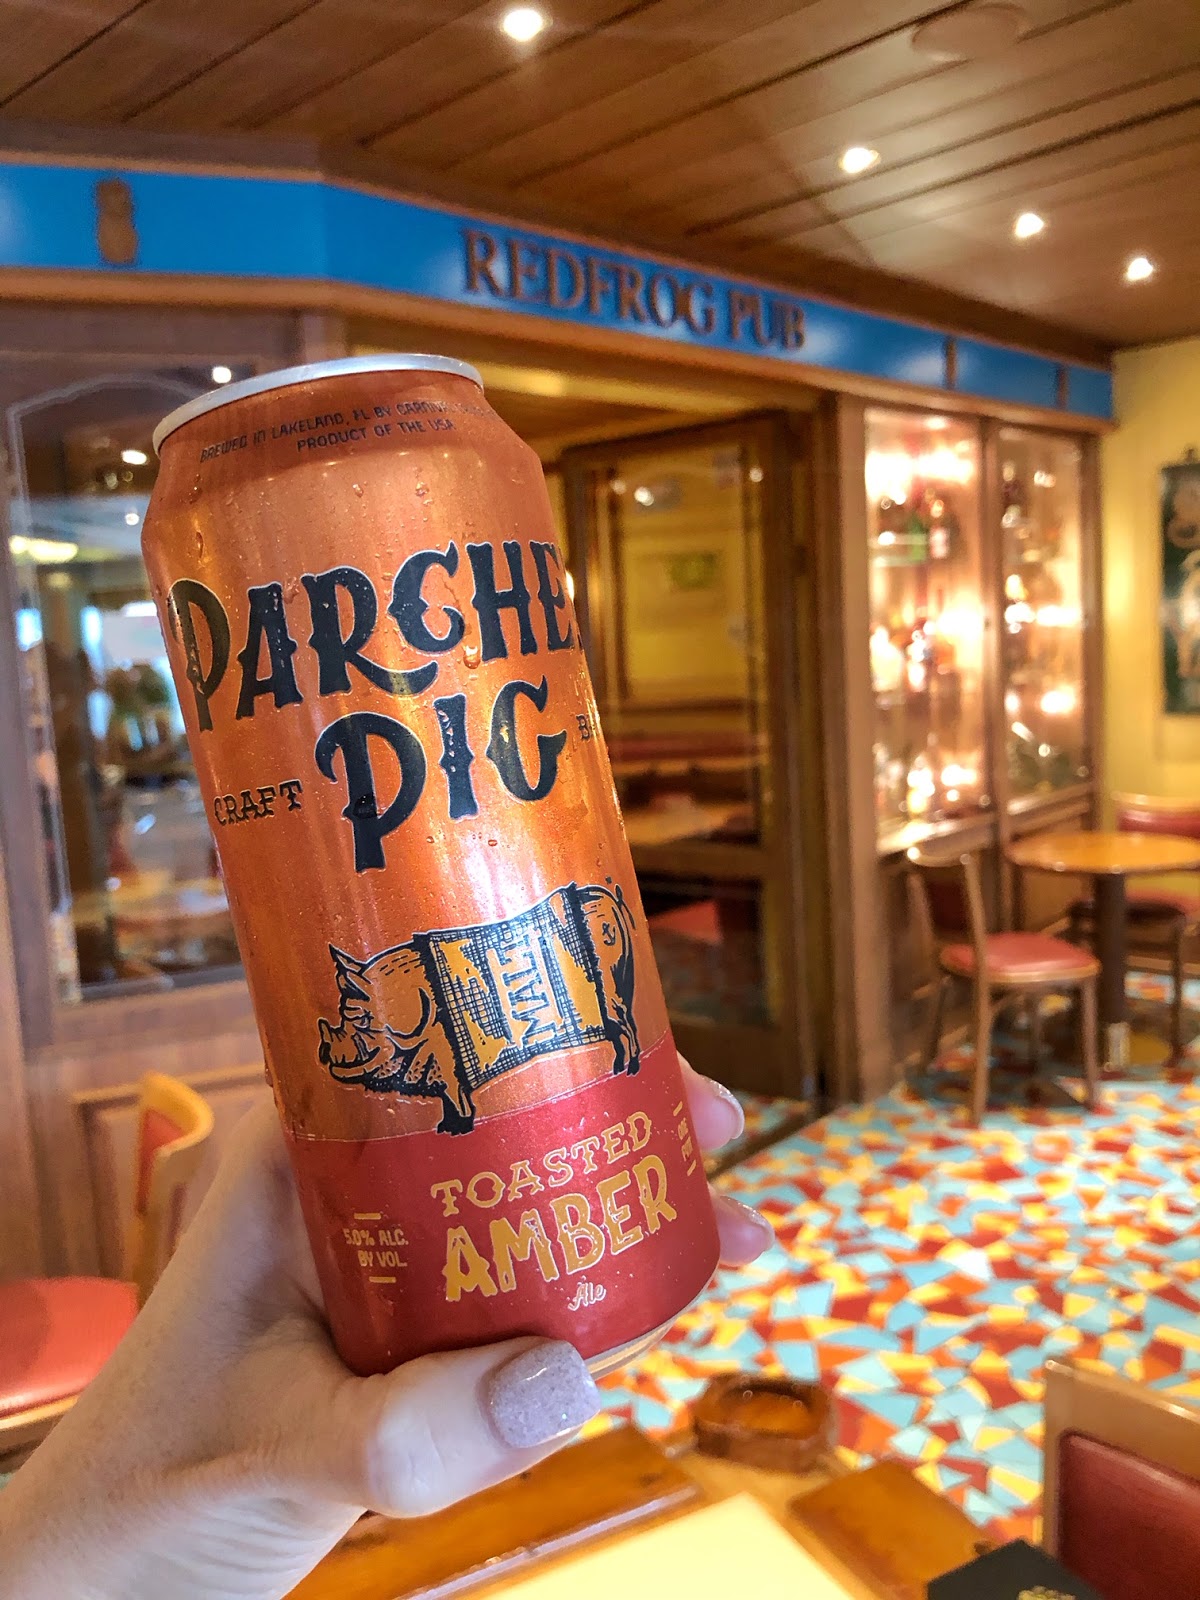 REDFROG PUB
BREWED IN LAKELAND, FL BY
PRODUCT OF THE USA
PARCHE
PIG
CRAFT
MALT
TOASTED
AMBER
Ale
5.0% ALC.
BY VOL